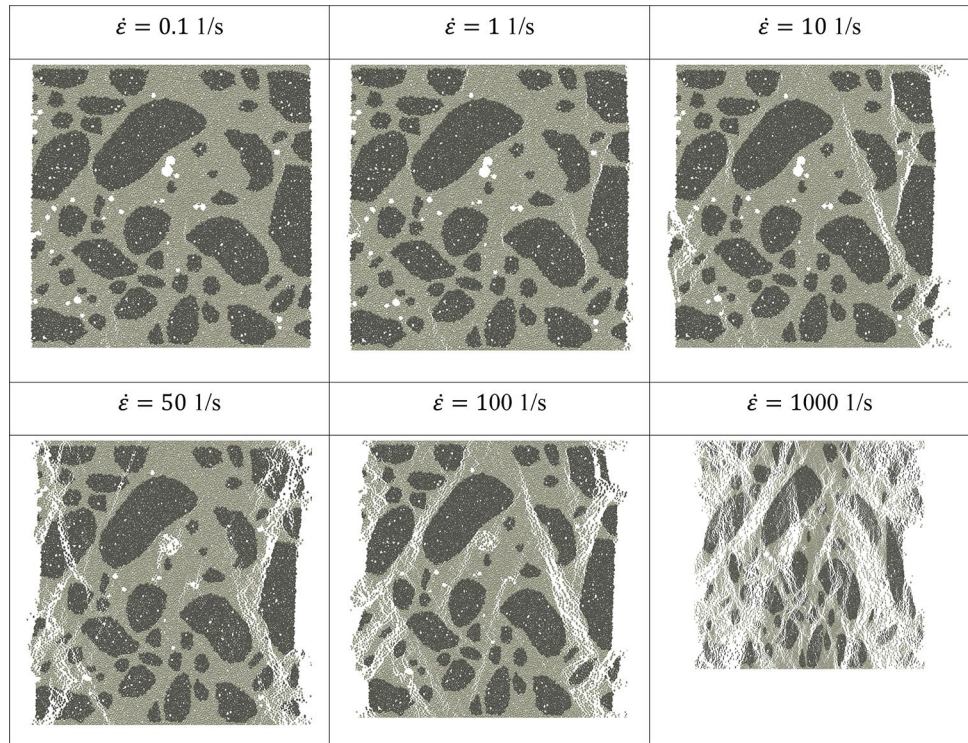 ε̇ = 0.1 1/s
ε̇ = 1 1/s
ε̇ = 10 1/s
ε̇ = 50 1/s
ε̇ = 100 1/s
ε̇ = 1000 1/s